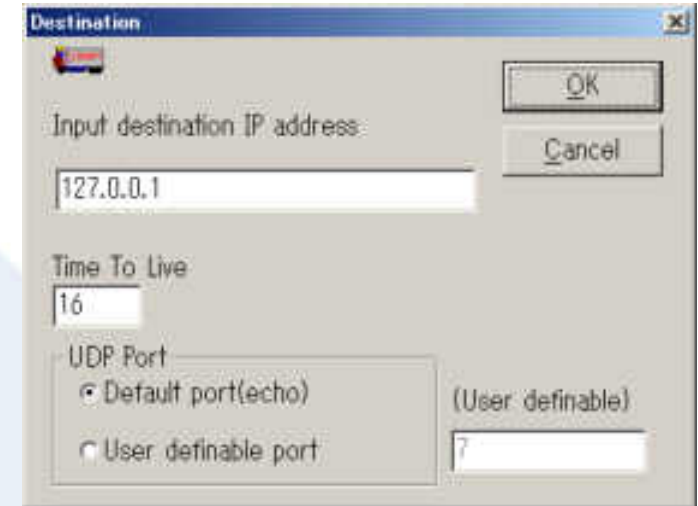 Destination
OK
Input destination IP address
Cancel
127.0.0.1
Time To Live
16
UDP Port
Default port(echo)
(User definable)
User definable port
7